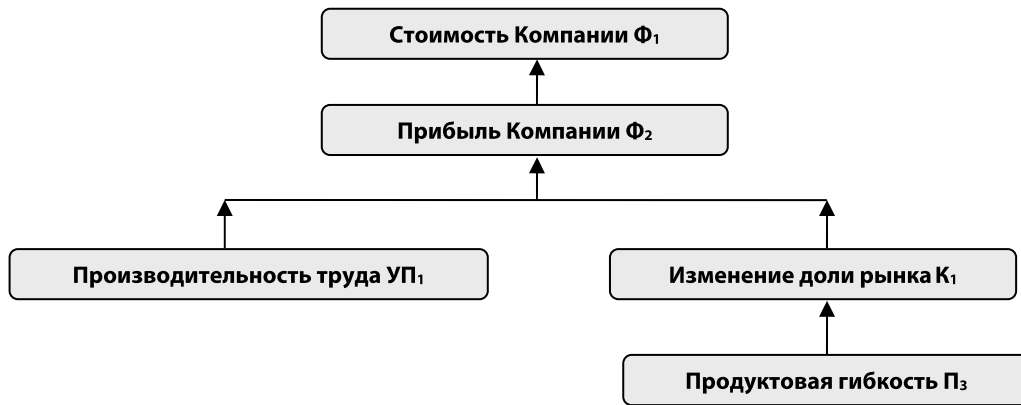 Стоимость Компании Ф₁
Прибыль Компании Ф₂
Производительность труда УП₁
Изменение доли рынка К₁
Продуктовая гибкость П₃